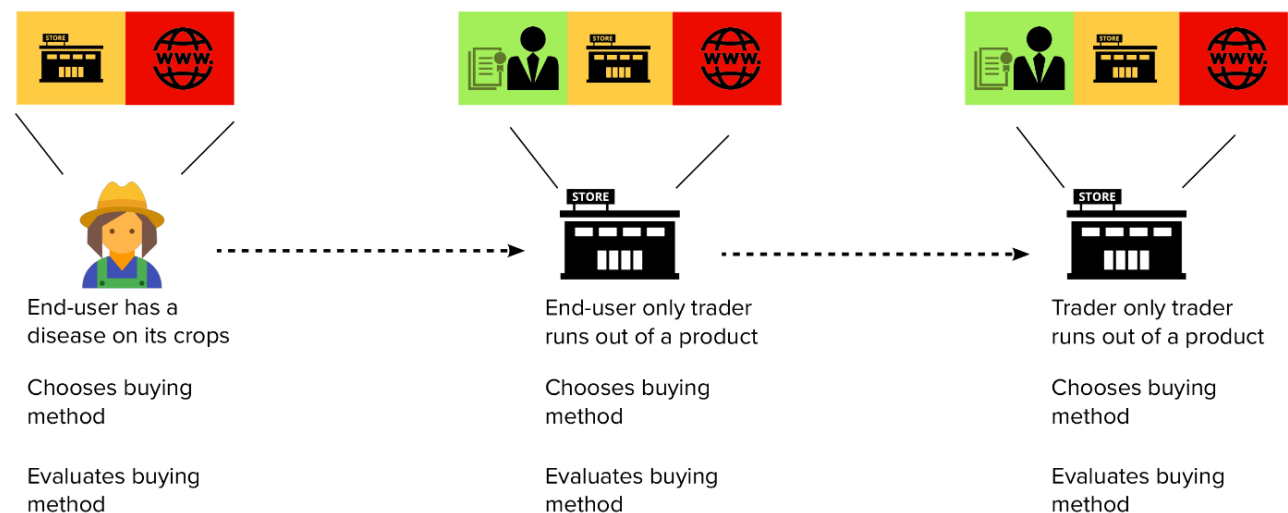 STORE
www.
STORE
www.
STORE
www.
STORE
STORE
End-user has a
disease on its crops
End-user only trader
runs out of a product
Trader only trader
runs out of a product
Chooses buying
method
Chooses buying
method
Chooses buying
method
Evaluates buying
method
Evaluates buying
method
Evaluates buying
method